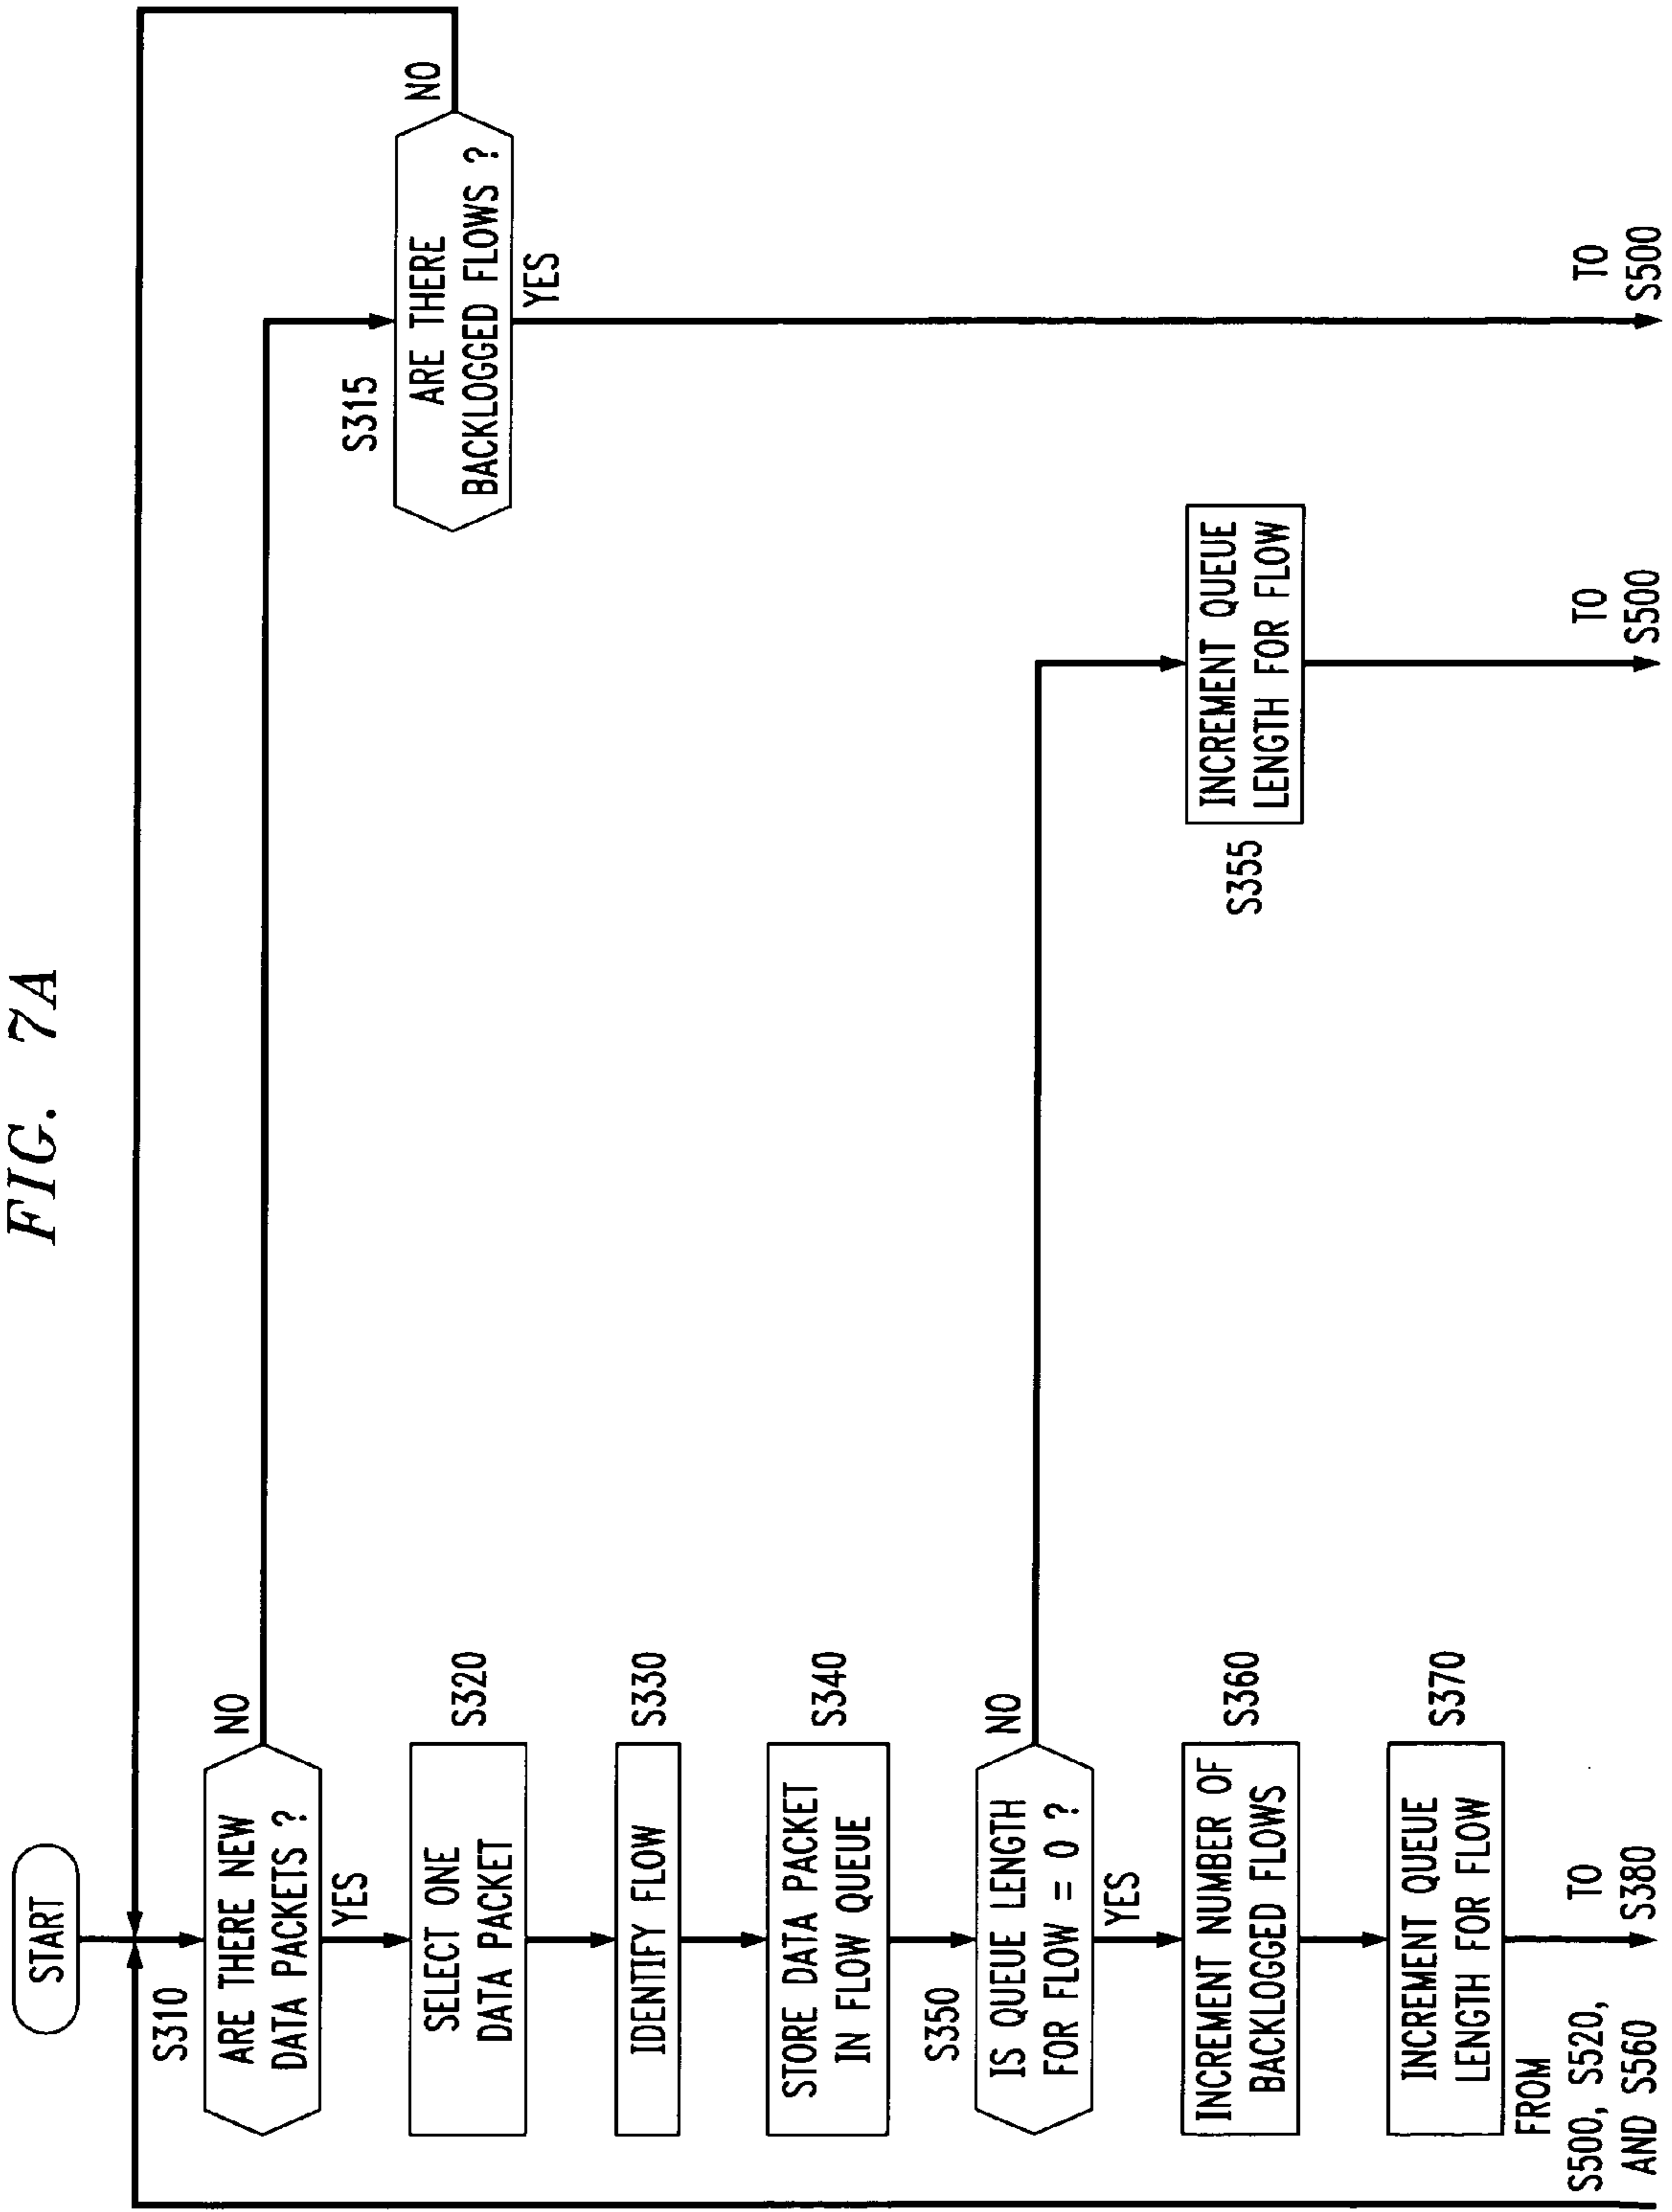 FIG. 7A
START
S310
ARE THERE NEW
DATA PACKETS ?
NO
YES
S315
ARE THERE
BACKLOGGED FLOWS ?
NO
YES
SELECT ONE
DATA PACKET
S320
IDENTIFY FLOW
S330
STORE DATA PACKET
IN FLOW QUEUE
S340
S350
IS QUEUE LENGTH
FOR FLOW = 0 ?
NO
YES
S355
INCREMENT QUEUE
LENGTH FOR FLOW
INCREMENT NUMBER OF
BACKLOGGED FLOWS
S360
INCREMENT QUEUE
LENGTH FOR FLOW
S370
FROM
S500, S520,
AND S560
TO
S380
TO
S500
TO
S500